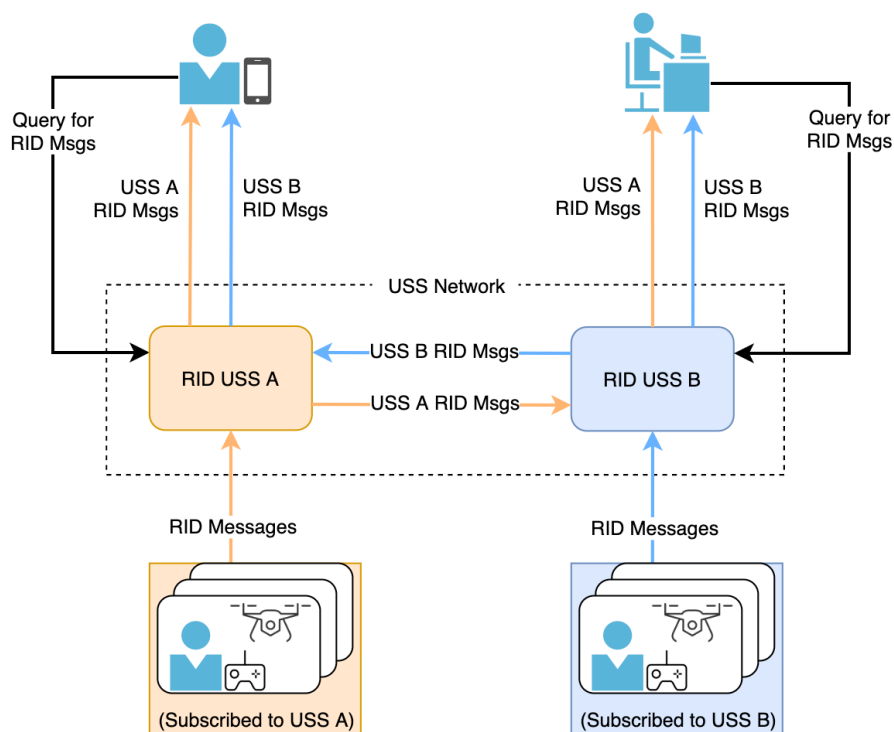 Query for
RID Msgs
USS A
RID Msgs
USS B
RID Msgs
USS A
RID Msgs
USS B
RID Msgs
Query for
RID Msgs
USS Network
RID USS A
USS B RID Msgs
USS A RID Msgs
RID USS B
RID Messages
RID Messages
(Subscribed to USS A)
(Subscribed to USS B)